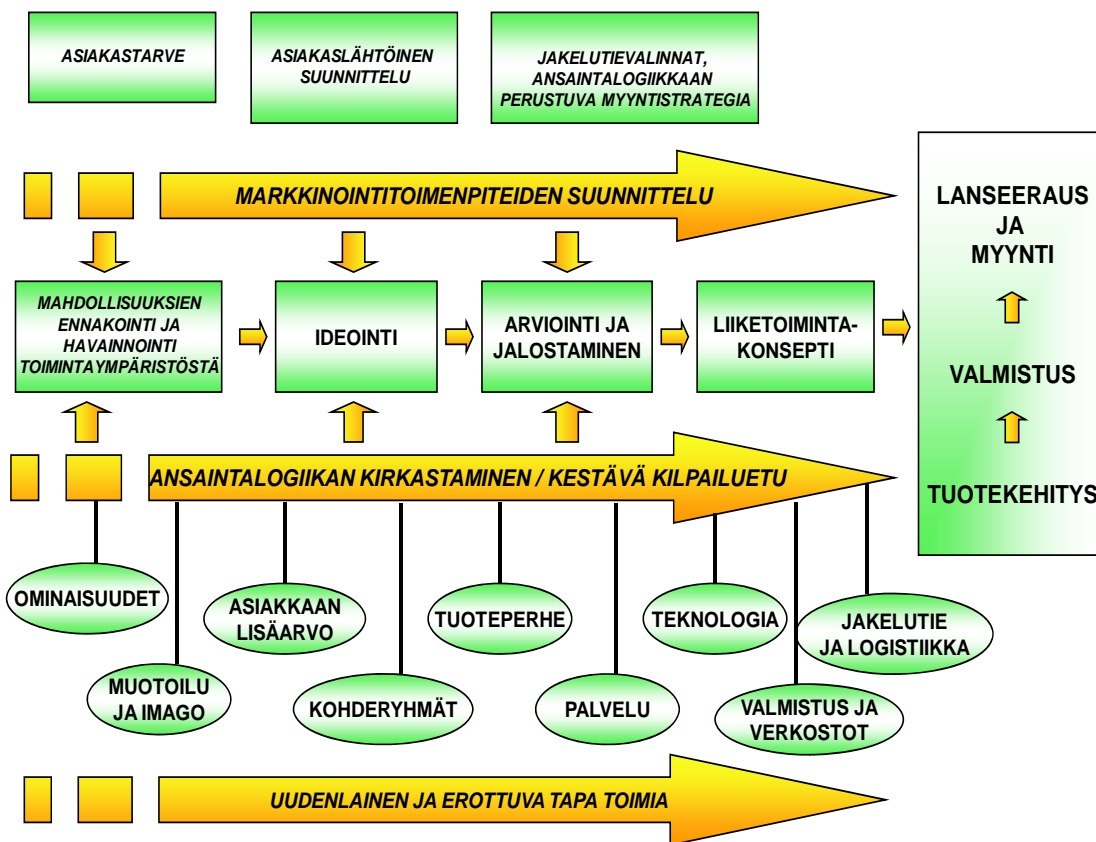 ASIAKASTARVE
ASIAKASLÄHTÖINEN
SUUNNITTELU
JAKELUTIEVALINNAT,
ANSAINTALOGIIKKAAN
PERUSTUVA MYYNTISTRATEGIA
MARKKINOINTITOIMENPITEIDEN SUUNNITTELU
MAHDOLLISUUKSIEN
ENNAKOINTI JA
HAVAINNOINTI
TOIMINTAYMPÄRISTÖSTÄ
IDEOINTI
ARVIOINTI JA
JALOSTAMINEN
LIIKETOIMINTA-
KONSEPTI
LANSEERAUS
JA
MYYNTI
VALMISTUS
TUOTEKEHITYS
ANSAINTALOGIIKAN KIRKASTAMINEN / KESTÄVÄ KILPAILUETU
OMINAISUUDET
MUOTOILU
JA IMAGO
ASIAKKAAN
LISÄARVO
KOHDERYHMÄT
TUOTEPERHE
PALVELU
TEKNOLOGIA
VALMISTUS JA
VERKOSTOT
JAKELUTIE
JA LOGISTIIKKA
UUDENLAINEN JA EROTTUVA TAPA TOIMIA